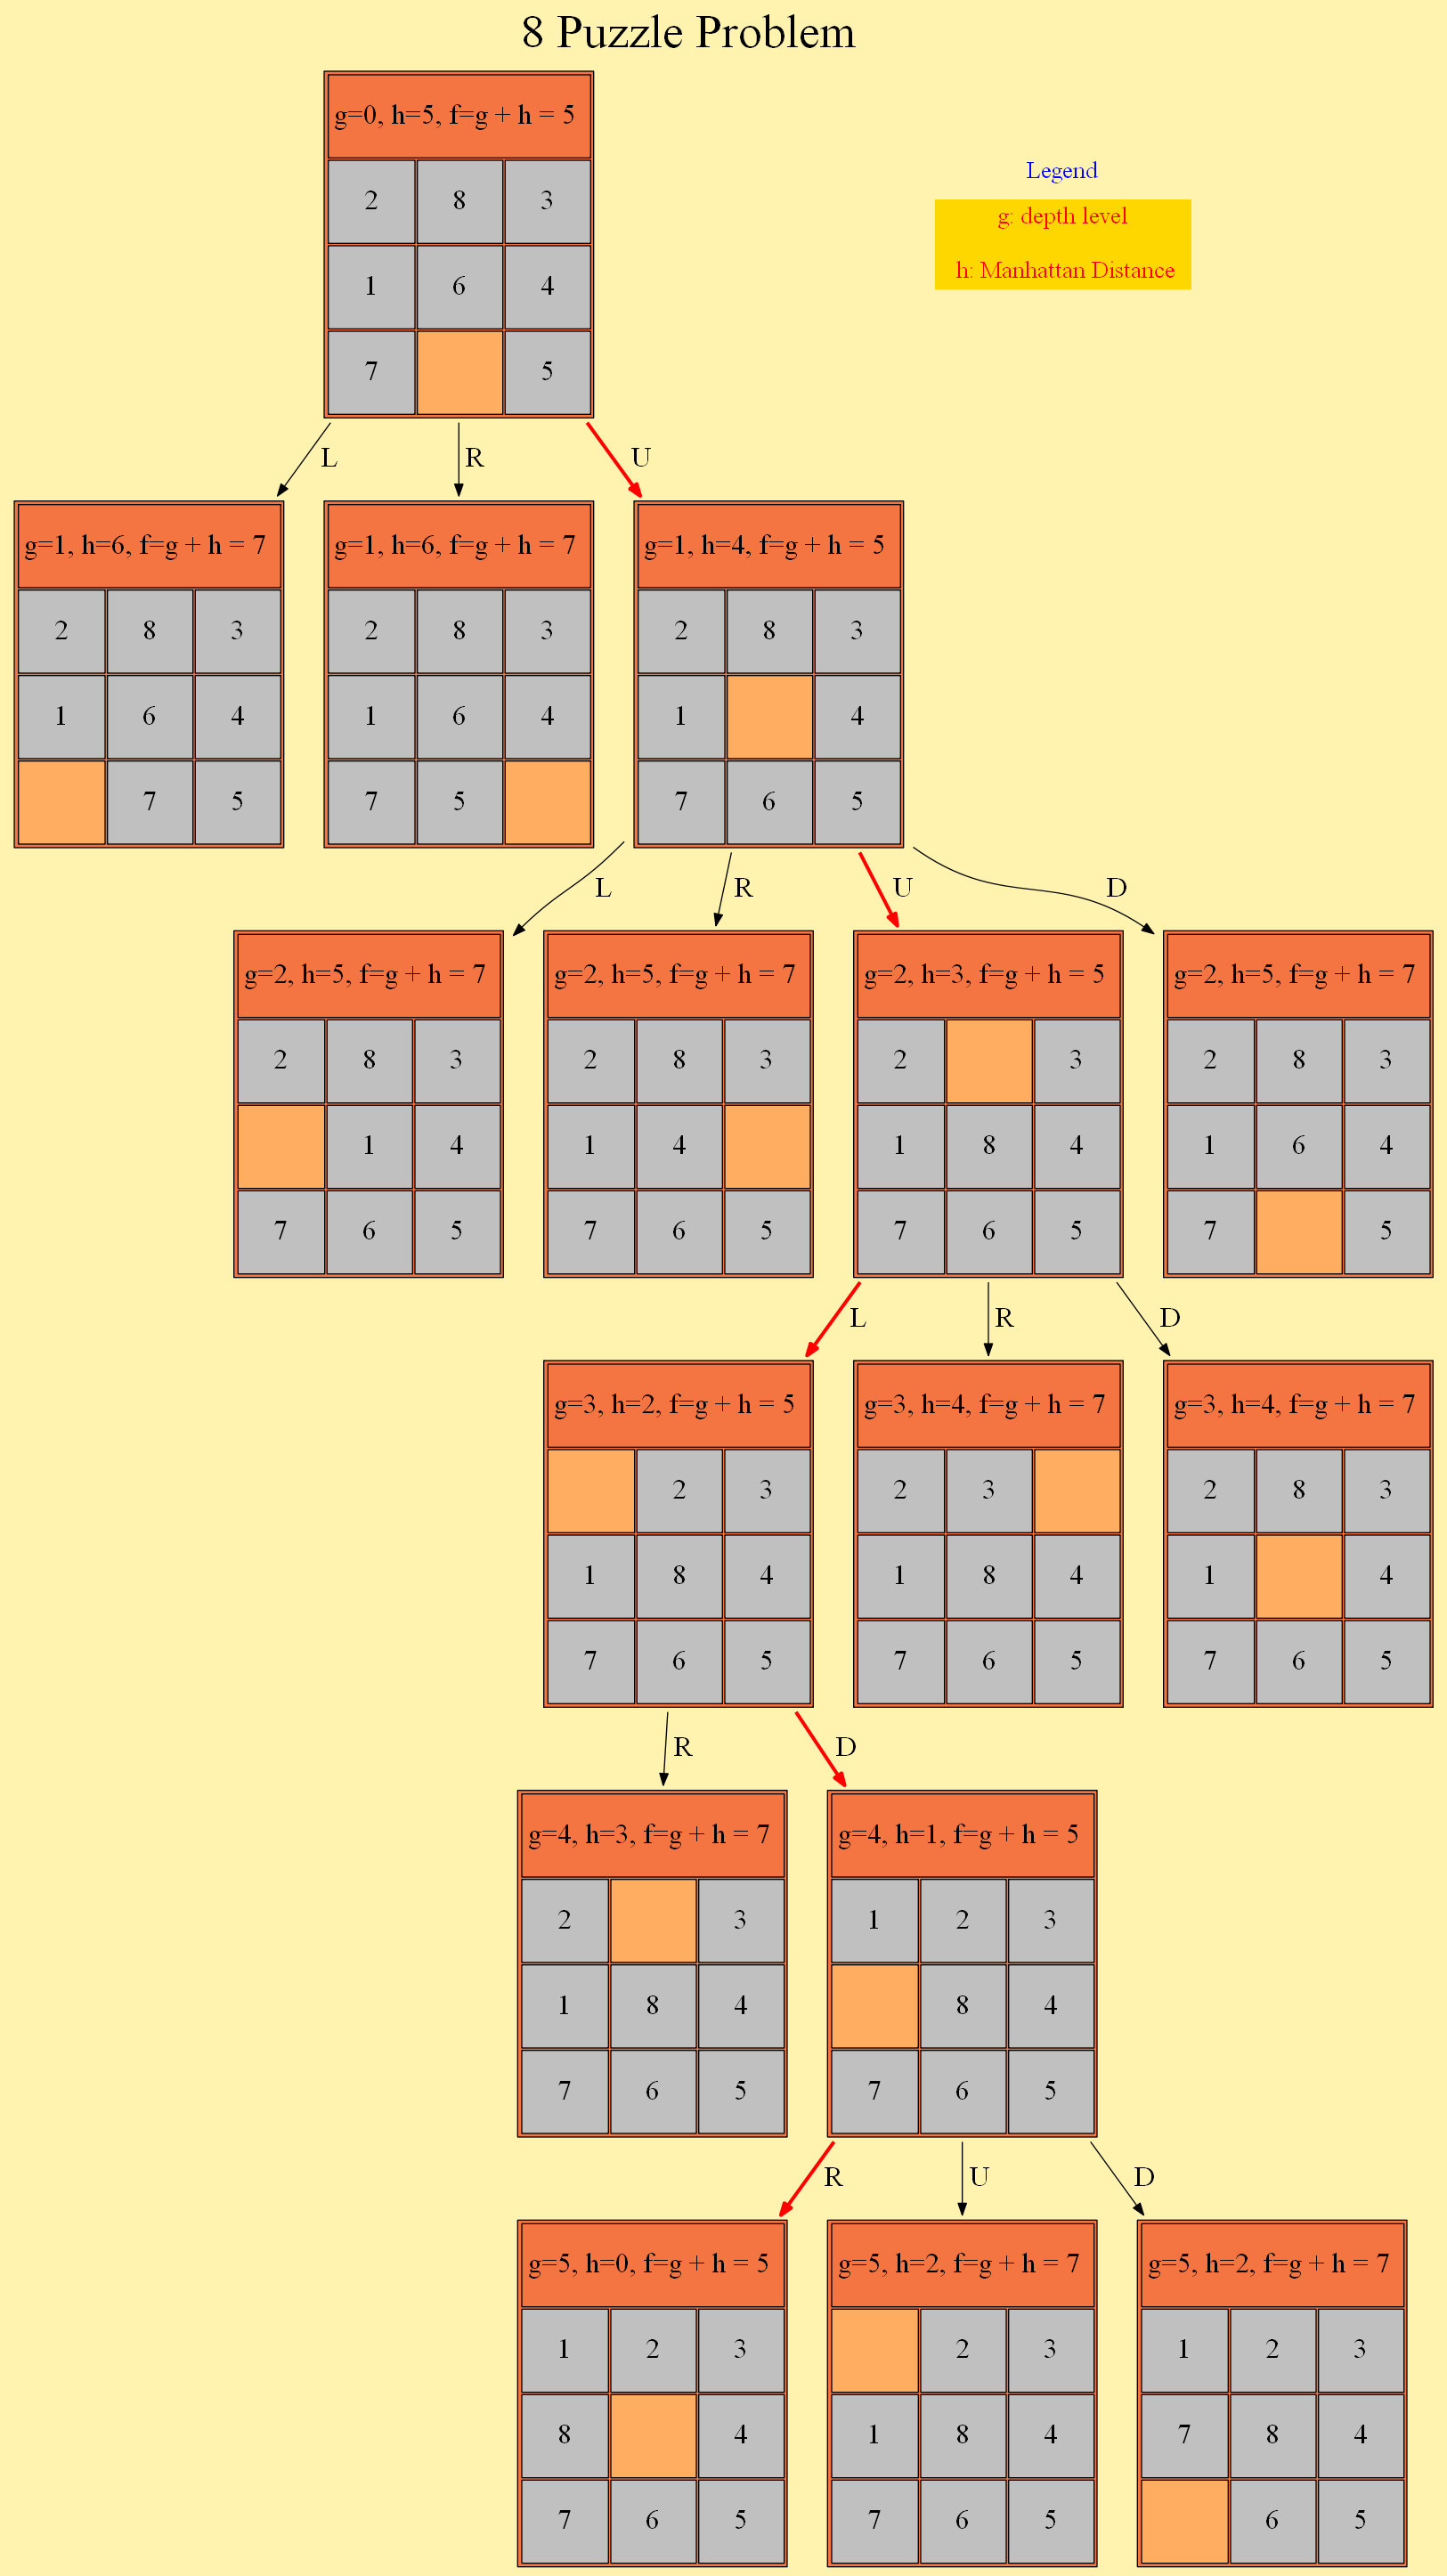 8 Puzzle Problem
g=0, h=5, f=g + h = 5
2 8 3
1 6 4
7 5
Legend
g: depth level
h: Manhattan Distance
L R U
g=1, h=6, f=g + h = 7
2 8 3
1 6 4
7 5
g=1, h=6, f=g + h = 7
2 8 3
1 6 4
7 5
g=1, h=4, f=g + h = 5
2 8 3
1 4
7 6 5
L R U D
g=2, h=5, f=g + h = 7
2 8 3
1 4
7 6 5
g=2, h=5, f=g + h = 7
2 8 3
1 4
7 6 5
g=2, h=3, f=g + h = 5
2 3
1 8 4
7 6 5
g=2, h=5, f=g + h = 7
2 8 3
1 6 4
7 5
L R D
g=3, h=2, f=g + h = 5
2 3
1 8 4
7 6 5
g=3, h=4, f=g + h = 7
2 3
1 8 4
7 6 5
g=3, h=4, f=g + h = 7
2 8 3
1 4
7 6 5
R D
g=4, h=3, f=g + h = 7
2 3
1 8 4
7 6 5
g=4, h=1, f=g + h = 5
1 2 3
8 4
7 6 5
R U D
g=5, h=0, f=g + h = 5
1 2 3
8 4
7 6 5
g=5, h=2, f=g + h = 7
2 3
1 8 4
7 6 5
g=5, h=2, f=g + h = 7
1 2 3
7 8 4
6 5